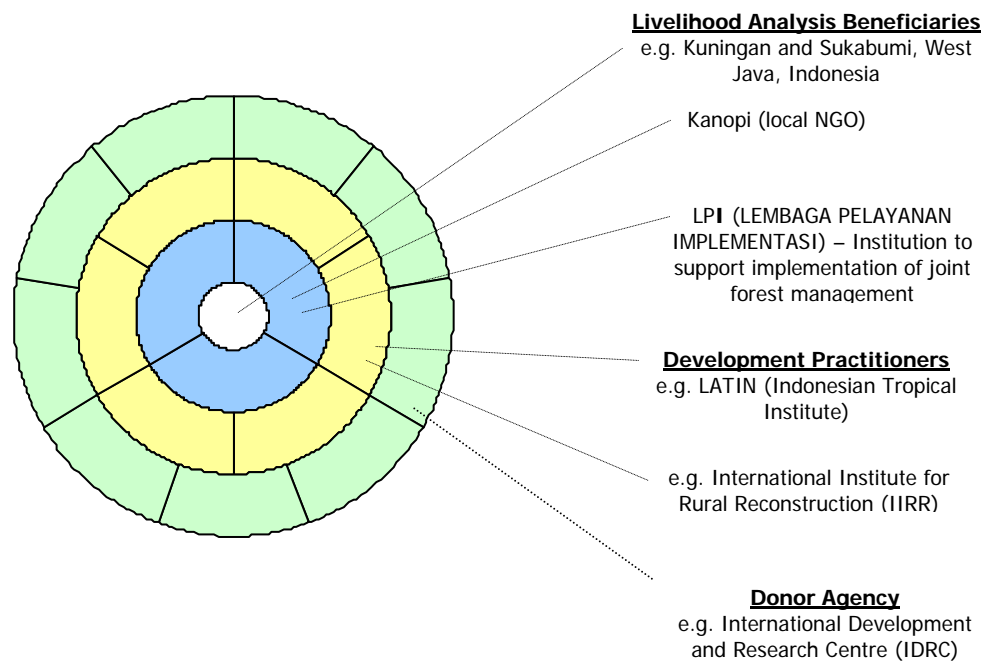 Livelihood Analysis Beneficiaries
e.g. Kuningan and Sukabumi, West
Java, Indonesia
Kanopi (local NGO)
LPI (LEMBAGA PELAYANAN
IMPLEMENTASI) – Institution to
support implementation of joint
forest management
Development Practitioners
e.g. LATIN (Indonesian Tropical
Institute)
e.g. International Institute for
Rural Reconstruction (IIRR)
Donor Agency
e.g. International Development
and Research Centre (IDRC)